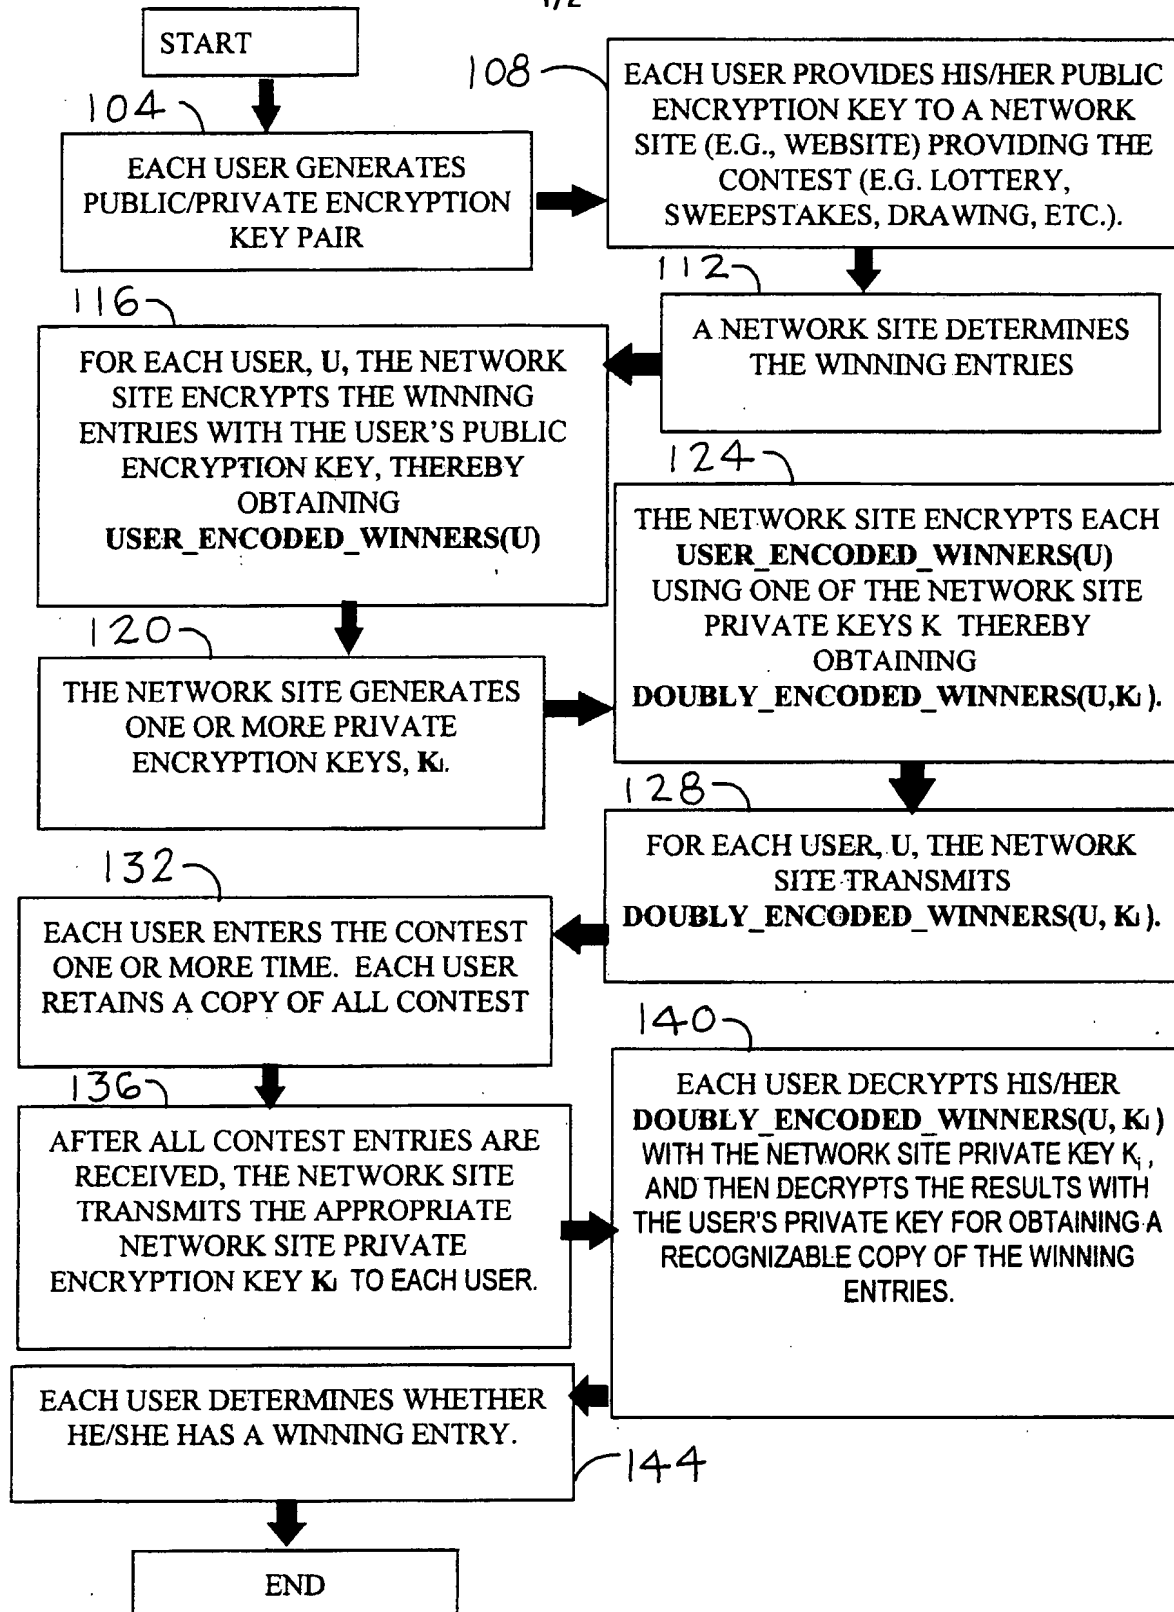 1/2
START
104
EACH USER GENERATES
PUBLIC/PRIVATE ENCRYPTION
KEY PAIR
108
EACH USER PROVIDES HIS/HER PUBLIC
ENCRYPTION KEY TO A NETWORK
SITE (E.G., WEBSITE) PROVIDING THE
CONTEST (E.G. LOTTERY,
SWEEPSTAKES, DRAWING, ETC.).
112
A NETWORK SITE DETERMINES
THE WINNING ENTRIES
116
FOR EACH USER, U, THE NETWORK
SITE ENCRYPTS THE WINNING
ENTRIES WITH THE USER'S PUBLIC
ENCRYPTION KEY, THEREBY
OBTAINING
USER_ENCODED_WINNERS(U)
120
THE NETWORK SITE GENERATES
ONE OR MORE PRIVATE
ENCRYPTION KEYS, Ki.
124
THE NETWORK SITE ENCRYPTS EACH
USER_ENCODED_WINNERS(U)
USING ONE OF THE NETWORK SITE
PRIVATE KEYS K THEREBY
OBTAINING
DOUBLY_ENCODED_WINNERS(U,Ki ).
128
FOR EACH USER, U, THE NETWORK
SITE TRANSMITS
DOUBLY_ENCODED_WINNERS(U, Ki ).
132
EACH USER ENTERS THE CONTEST
ONE OR MORE TIME. EACH USER
RETAINS A COPY OF ALL CONTEST
136
AFTER ALL CONTEST ENTRIES ARE
RECEIVED, THE NETWORK SITE
TRANSMITS THE APPROPRIATE
NETWORK SITE PRIVATE
ENCRYPTION KEY Ki TO EACH USER.
140
EACH USER DECRYPTS HIS/HER
DOUBLY_ENCODED_WINNERS(U, Ki )
WITH THE NETWORK SITE PRIVATE KEY Ki ,
AND THEN DECRYPTS THE RESULTS WITH
THE USER'S PRIVATE KEY FOR OBTAINING A
RECOGNIZABLE COPY OF THE WINNING
ENTRIES.
EACH USER DETERMINES WHETHER
HE/SHE HAS A WINNING ENTRY.
144
END